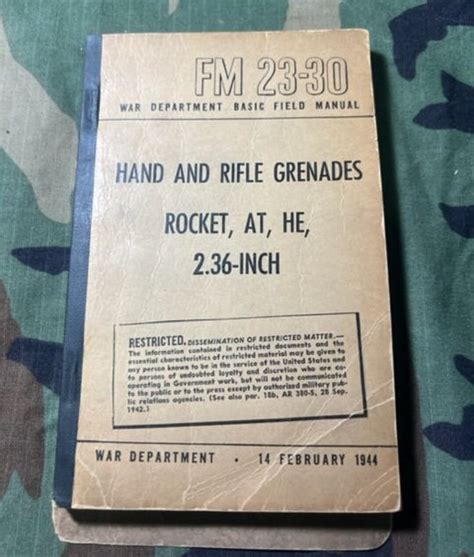 FM 23-30
WAR DEPARTMENT BASIC FIELD MANUAL
HAND AND RIFLE GRENADES
ROCKET, AT, HE,
2.36-INCH
RESTRICTED. DISSEMINATION OF RESTRICTED MATTER.—
The information contained in restricted documents and the
essential characteristics of restricted material may be given to
any person known to be in the service of the United States and
to persons of undoubted loyalty and discretion who are co-
operating in Government work, but will not be communicated
to the public or to the press except by authorized military pub-
lic relations agencies. (See also par. 18b, AR 380-5, 28 Sep.
1942.)
WAR DEPARTMENT • 14 FEBRUARY 1944